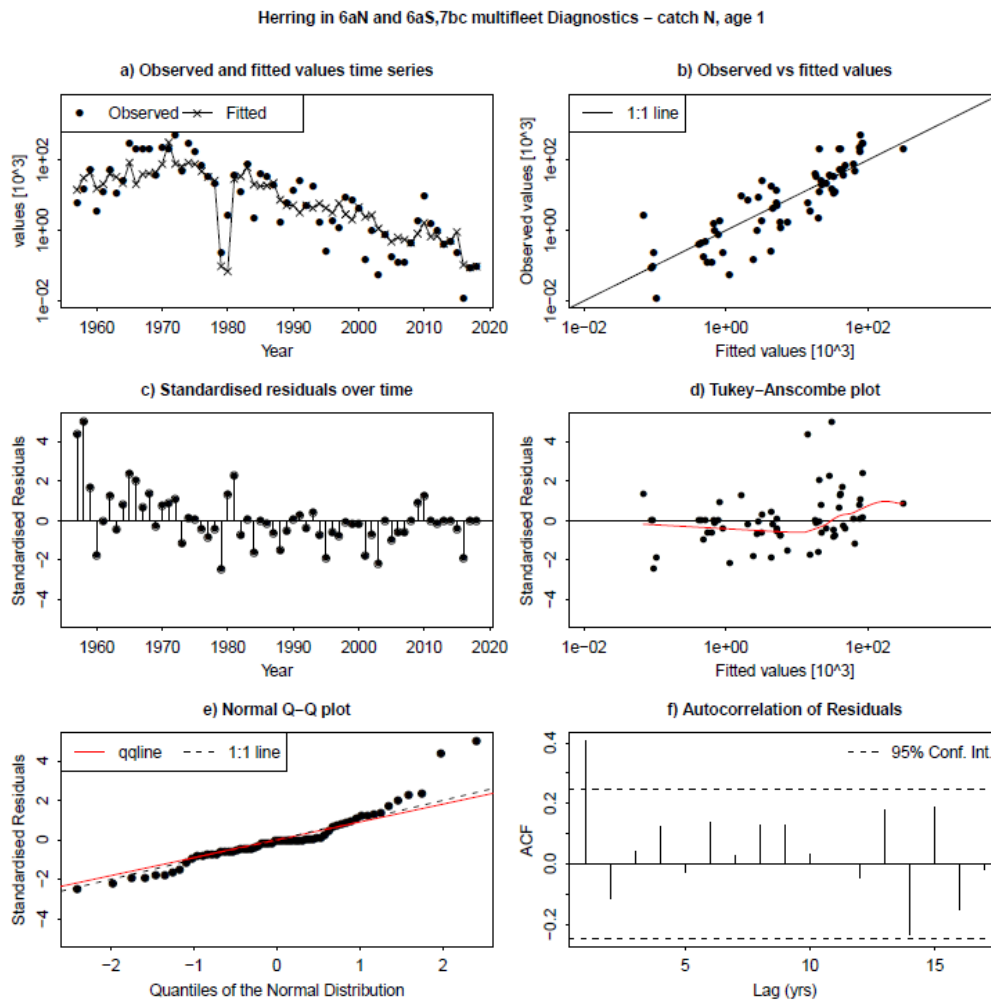 Herring in 6aN and 6aS,7bc multifleet Diagnostics – catch N, age 1
a) Observed and fitted values time series
Observed
Fitted
values [10^3]
1e+02
1e+00
1e-02
1960 1970 1980 1990 2000 2010 2020
Year
b) Observed vs fitted values
1:1 line
Observed values [10^3]
1e+02
1e+00
1e-02
1e-02 1e+00 1e+02
Fitted values [10^3]
c) Standardised residuals over time
Standardised Residuals
4
2
0
−2
−4
1960 1970 1980 1990 2000 2010 2020
Year
d) Tukey−Anscombe plot
Standardised Residuals
4
2
0
−2
−4
1e-02 1e+00 1e+02
Fitted values [10^3]
e) Normal Q−Q plot
qqline
1:1 line
Standardised Residuals
4
2
0
−2
−4
−2 −1 0 1 2
Quantiles of the Normal Distribution
f) Autocorrelation of Residuals
95% Conf. Int.
ACF
0.4
0.2
0.0
−0.2
5 10 15
Lag (yrs)